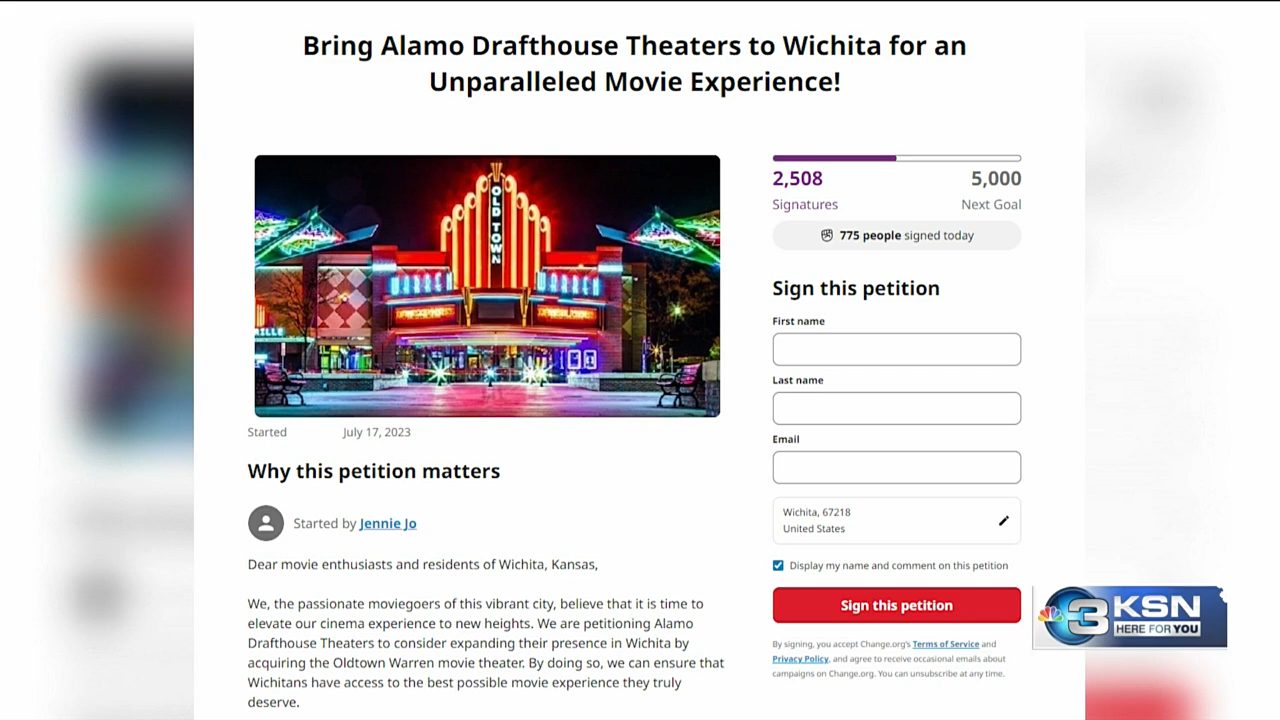 Bring Alamo Drafthouse Theaters to Wichita for an
Unparalleled Movie Experience!
OLD TOWN
WARREN
WARREN
Started July 17, 2023
Why this petition matters
Started by Jennie Jo
Dear movie enthusiasts and residents of Wichita, Kansas,
We, the passionate moviegoers of this vibrant city, believe that it is time to
elevate our cinema experience to new heights. We are petitioning Alamo
Drafthouse Theaters to consider expanding their presence in Wichita by
acquiring the Oldtown Warren movie theater. By doing so, we can ensure that
Wichitans have access to the best possible movie experience they truly
deserve.
2,508 5,000
Signatures Next Goal
775 people signed today
Sign this petition
First name
Last name
Email
Wichita, 67218
United States
Display my name and comment on this petition
Sign this petition
By signing, you accept Change.org's Terms of Service and
Privacy Policy, and agree to receive occasional emails about
campaigns on Change.org. You can unsubscribe at any time.
3 KSN
HERE FOR YOU